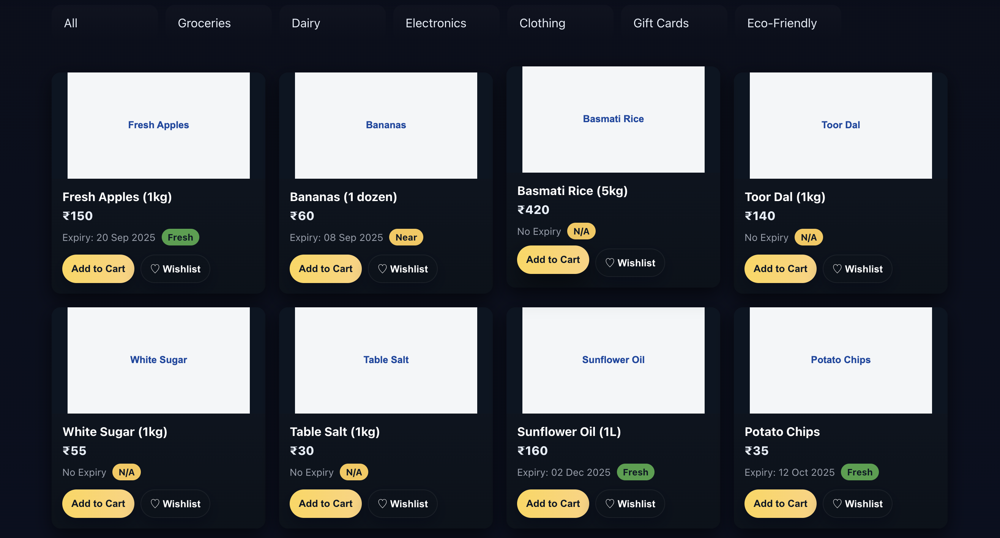 All
Groceries
Dairy
Electronics
Clothing
Gift Cards
Eco-Friendly
Fresh Apples
Fresh Apples (1kg)
₹150
Expiry: 20 Sep 2025 Fresh
Add to Cart ♡ Wishlist
Bananas
Bananas (1 dozen)
₹60
Expiry: 08 Sep 2025 Near
Add to Cart ♡ Wishlist
Basmati Rice
Basmati Rice (5kg)
₹420
No Expiry N/A
Add to Cart ♡ Wishlist
Toor Dal
Toor Dal (1kg)
₹140
No Expiry N/A
Add to Cart ♡ Wishlist
White Sugar
White Sugar (1kg)
₹55
No Expiry N/A
Add to Cart ♡ Wishlist
Table Salt
Table Salt (1kg)
₹30
No Expiry N/A
Add to Cart ♡ Wishlist
Sunflower Oil
Sunflower Oil (1L)
₹160
Expiry: 02 Dec 2025 Fresh
Add to Cart ♡ Wishlist
Potato Chips
Potato Chips
₹35
Expiry: 12 Oct 2025 Fresh
Add to Cart ♡ Wishlist